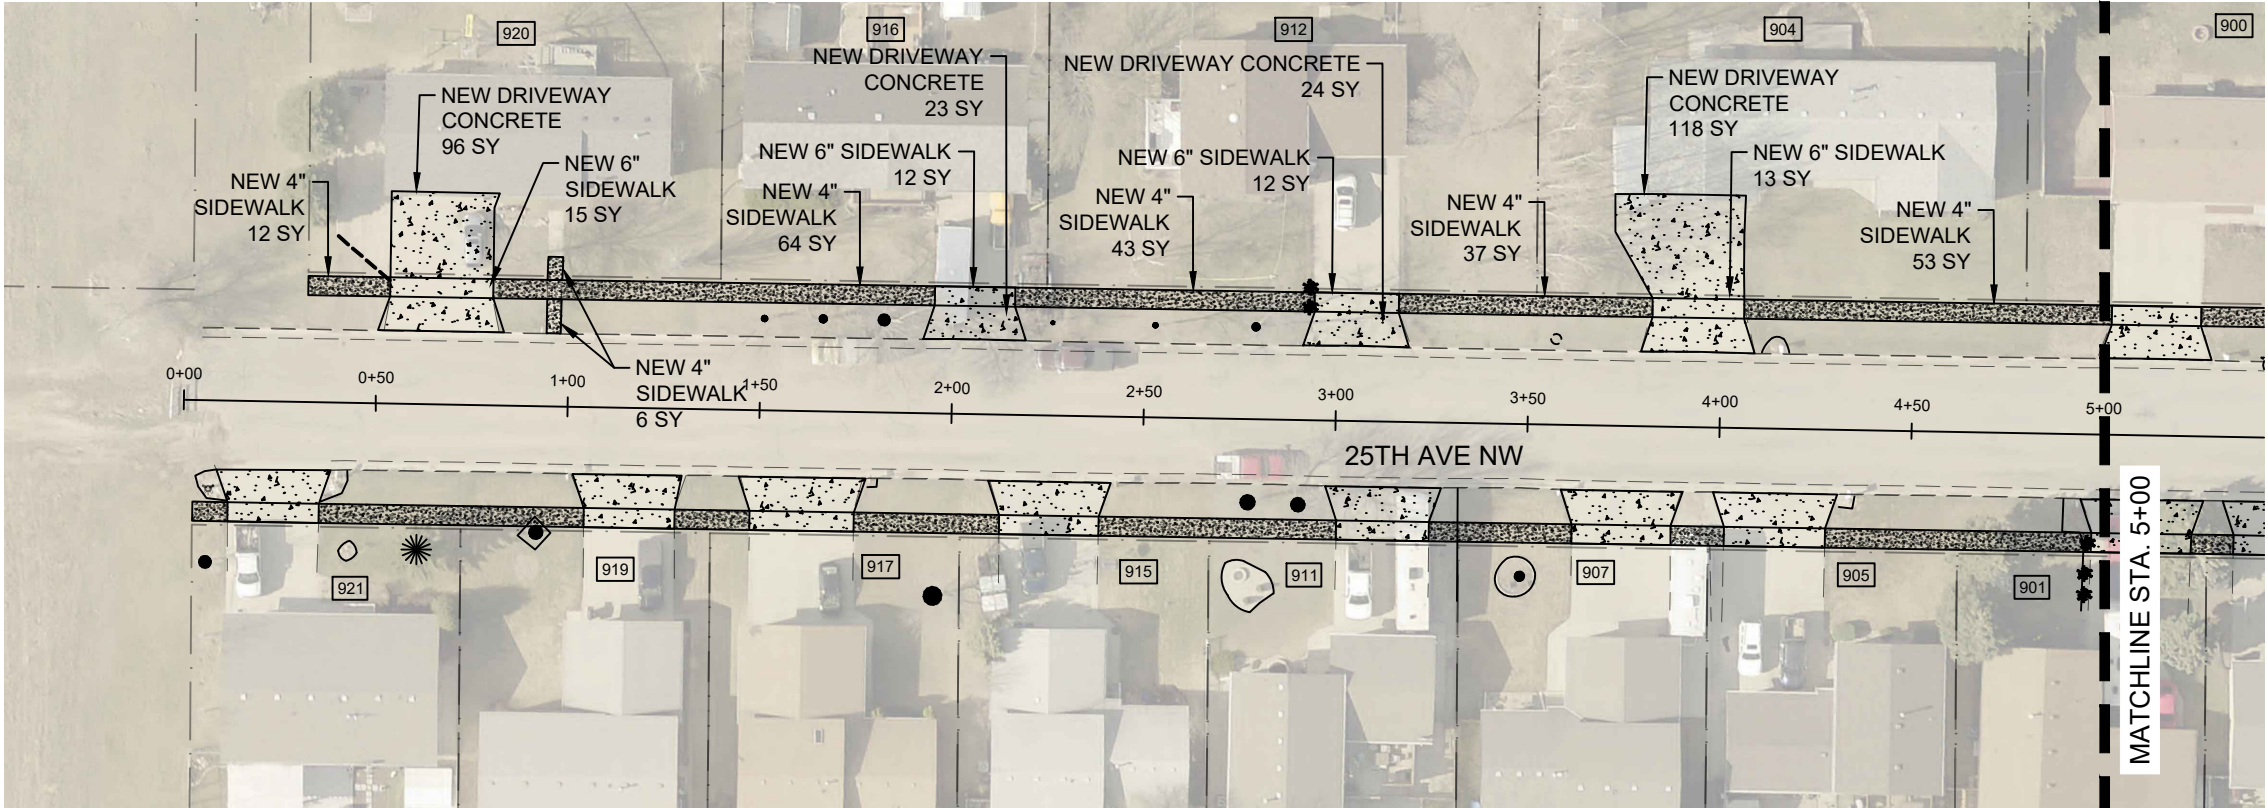 920
916
912
904
900
NEW DRIVEWAY
CONCRETE
96 SY
NEW DRIVEWAY
CONCRETE
23 SY
NEW DRIVEWAY CONCRETE
24 SY
NEW DRIVEWAY
CONCRETE
118 SY
NEW 4"
SIDEWALK
12 SY
NEW 6"
SIDEWALK
15 SY
NEW 4"
SIDEWALK
64 SY
NEW 6" SIDEWALK
12 SY
NEW 4"
SIDEWALK
43 SY
NEW 6" SIDEWALK
12 SY
NEW 4"
SIDEWALK
37 SY
NEW 6" SIDEWALK
13 SY
NEW 4"
SIDEWALK
53 SY
NEW 4"
SIDEWALK
6 SY
0+00
0+50
1+00
1+50
2+00
2+50
3+00
3+50
4+00
4+50
5+00
25TH AVE NW
921
919
917
915
911
907
905
901
MATCHLINE STA. 5+00